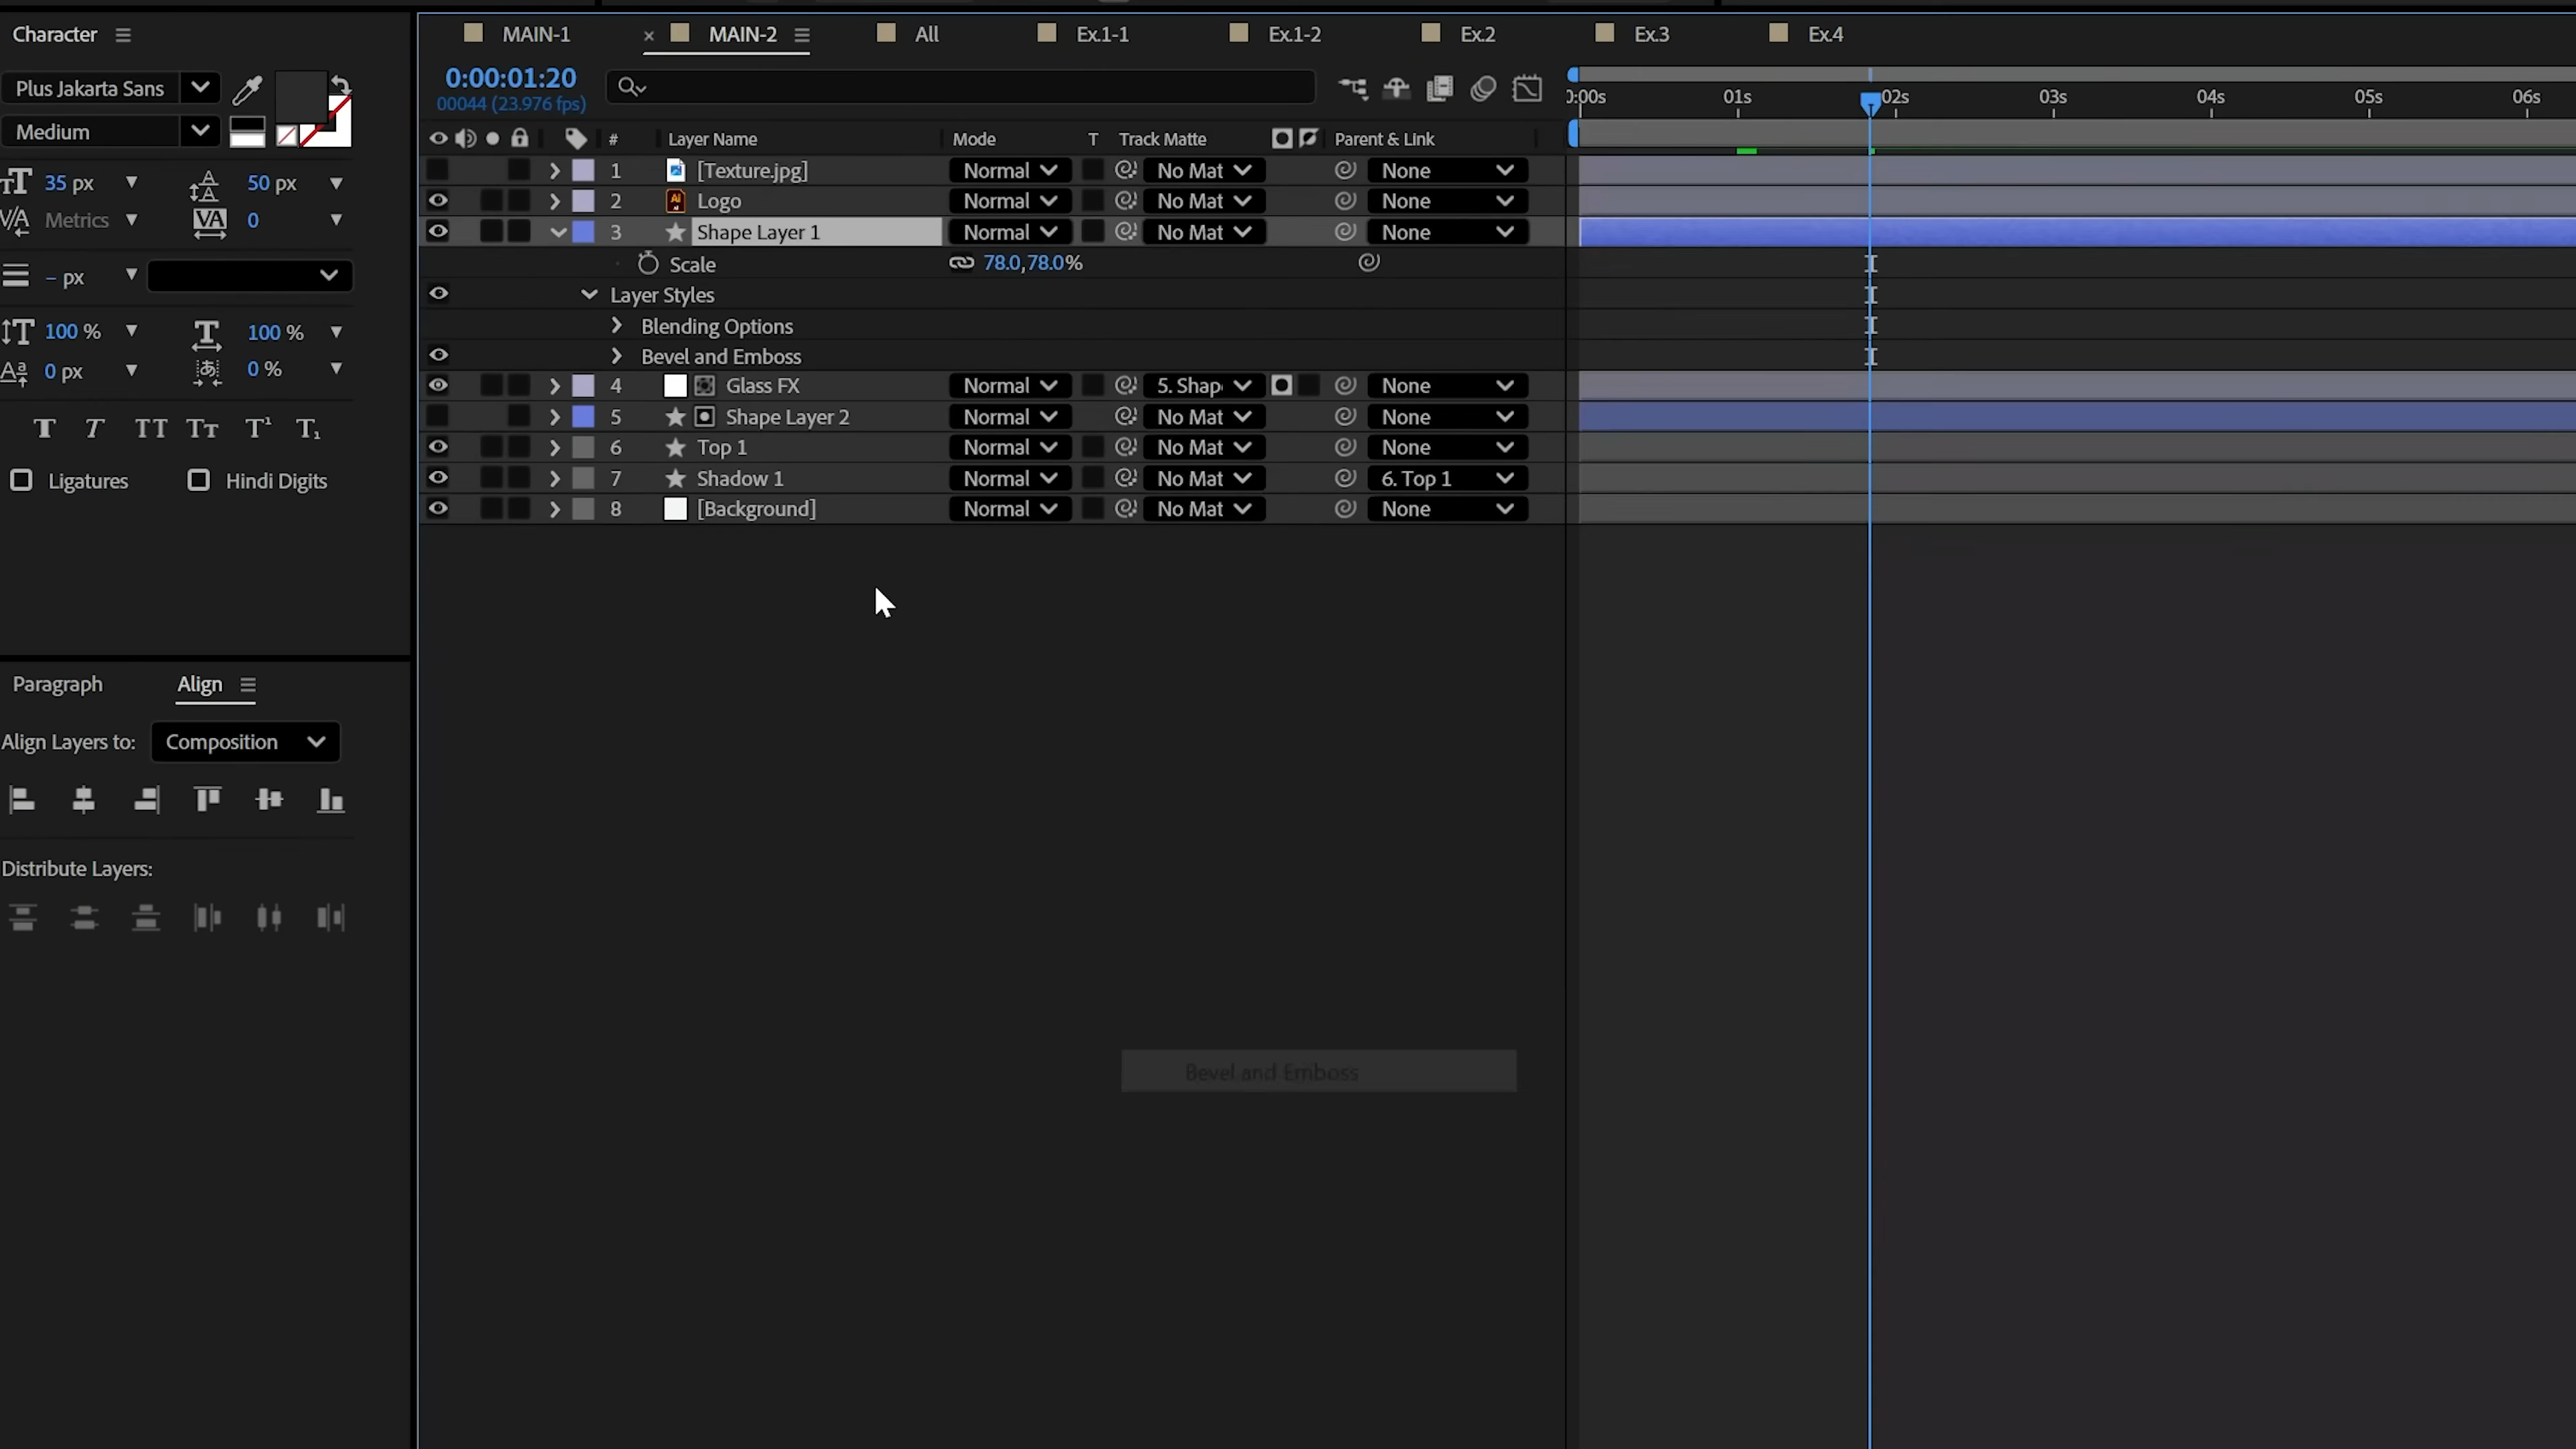 Character
Plus Jakarta Sans
Medium
35 px
50 px
Metrics
0
– px
100 %
100 %
0 px
0 %
Ligatures
Hindi Digits
Paragraph
Align
Align Layers to:
Composition
Distribute Layers:
MAIN-1
MAIN-2
All
Ex.1-1
Ex.1-2
Ex.2
Ex.3
Ex.4
0:00:01:20
00044 (23.976 fps)
0:00s 01s 02s 03s 04s 05s 06s
# Layer Name Mode T Track Matte Parent & Link
1 [Texture.jpg] Normal No Mat None
2 Logo Normal No Mat None
3 Shape Layer 1 Normal No Mat None
Scale 78.0,78.0%
Layer Styles
Blending Options
Bevel and Emboss
4 Glass FX Normal 5. Shap None
5 Shape Layer 2 Normal No Mat None
6 Top 1 Normal No Mat None
7 Shadow 1 Normal No Mat 6. Top 1
8 [Background] Normal No Mat None
Bevel and Emboss